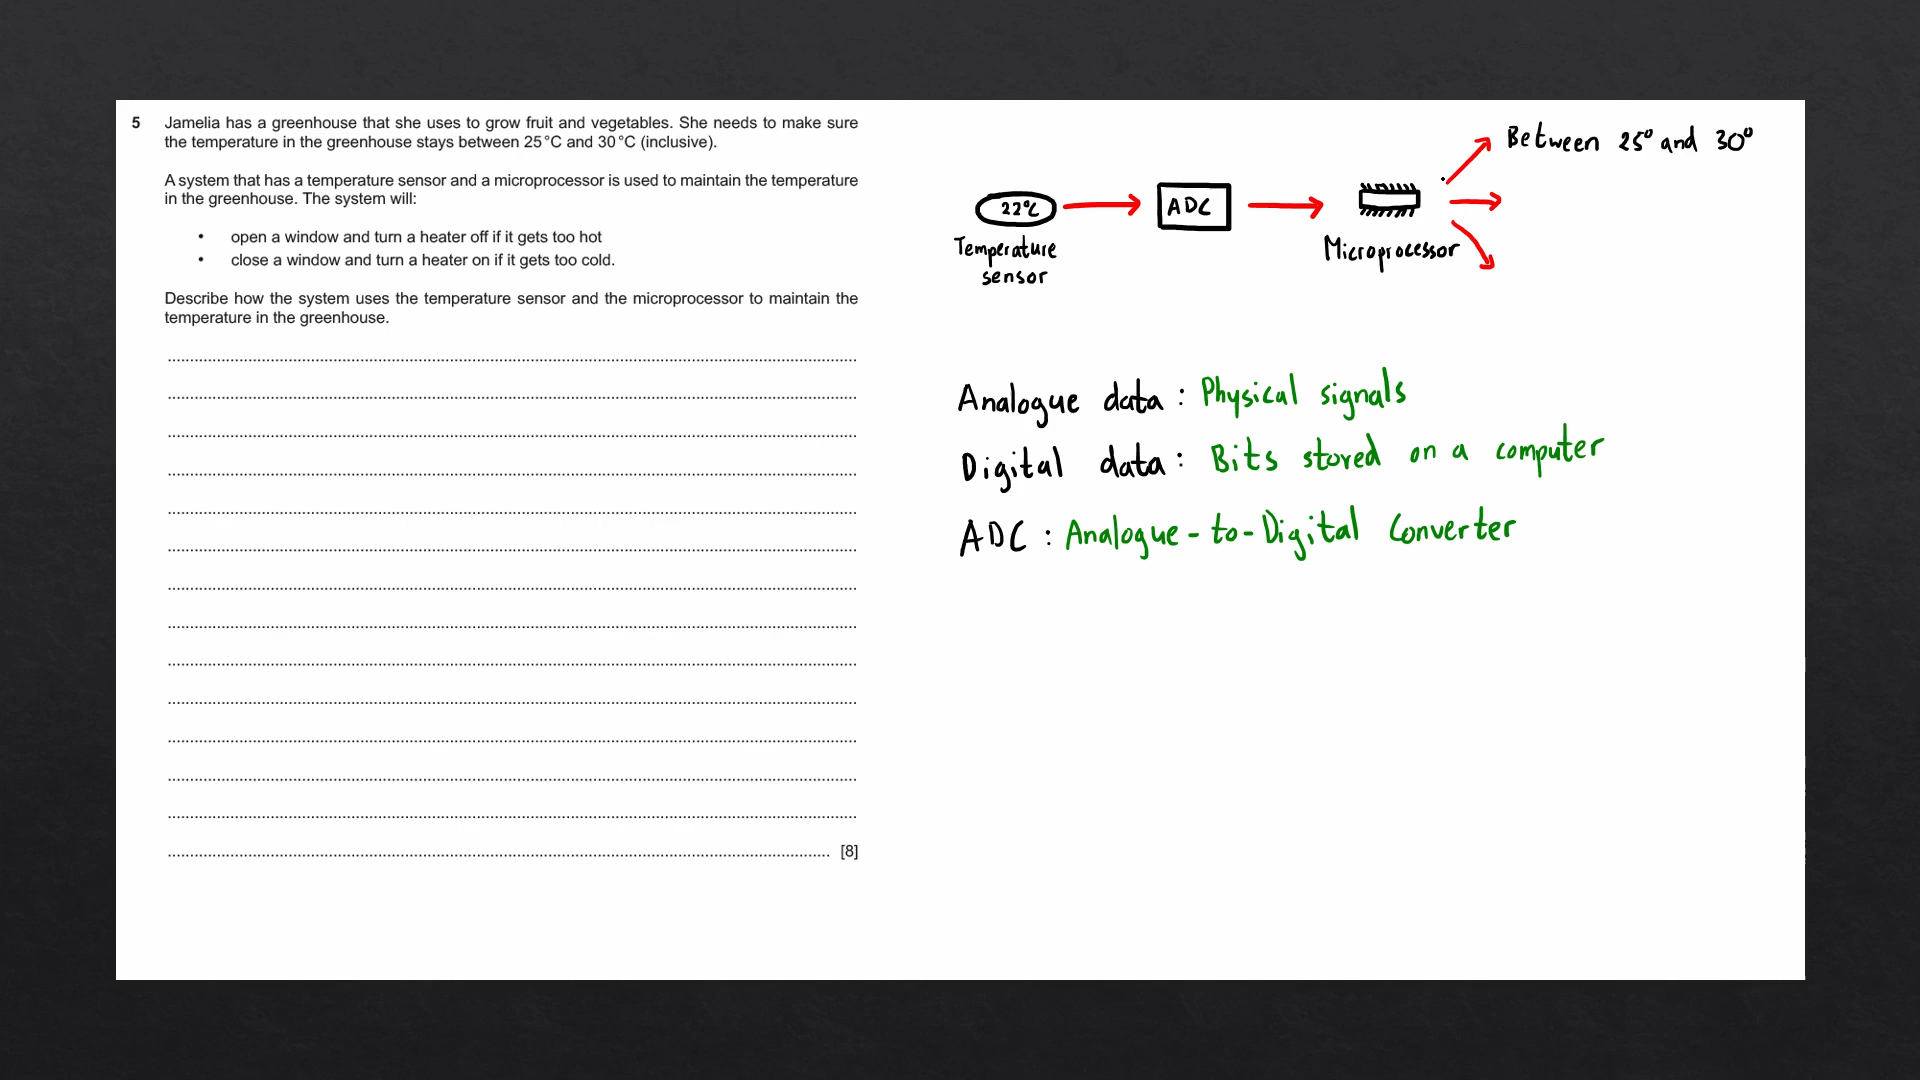 5 Jamelia has a greenhouse that she uses to grow fruit and vegetables. She needs to make sure
the temperature in the greenhouse stays between 25°C and 30°C (inclusive).
A system that has a temperature sensor and a microprocessor is used to maintain the temperature
in the greenhouse. The system will:
• open a window and turn a heater off if it gets too hot
• close a window and turn a heater on if it gets too cold.
Describe how the system uses the temperature sensor and the microprocessor to maintain the
temperature in the greenhouse.
[8]
Between 25° and 30°
22°C
ADC
Temperature
sensor
Microprocessor
Analogue data : Physical signals
Digital data : Bits stored on a computer
ADC : Analogue-to-Digital Converter